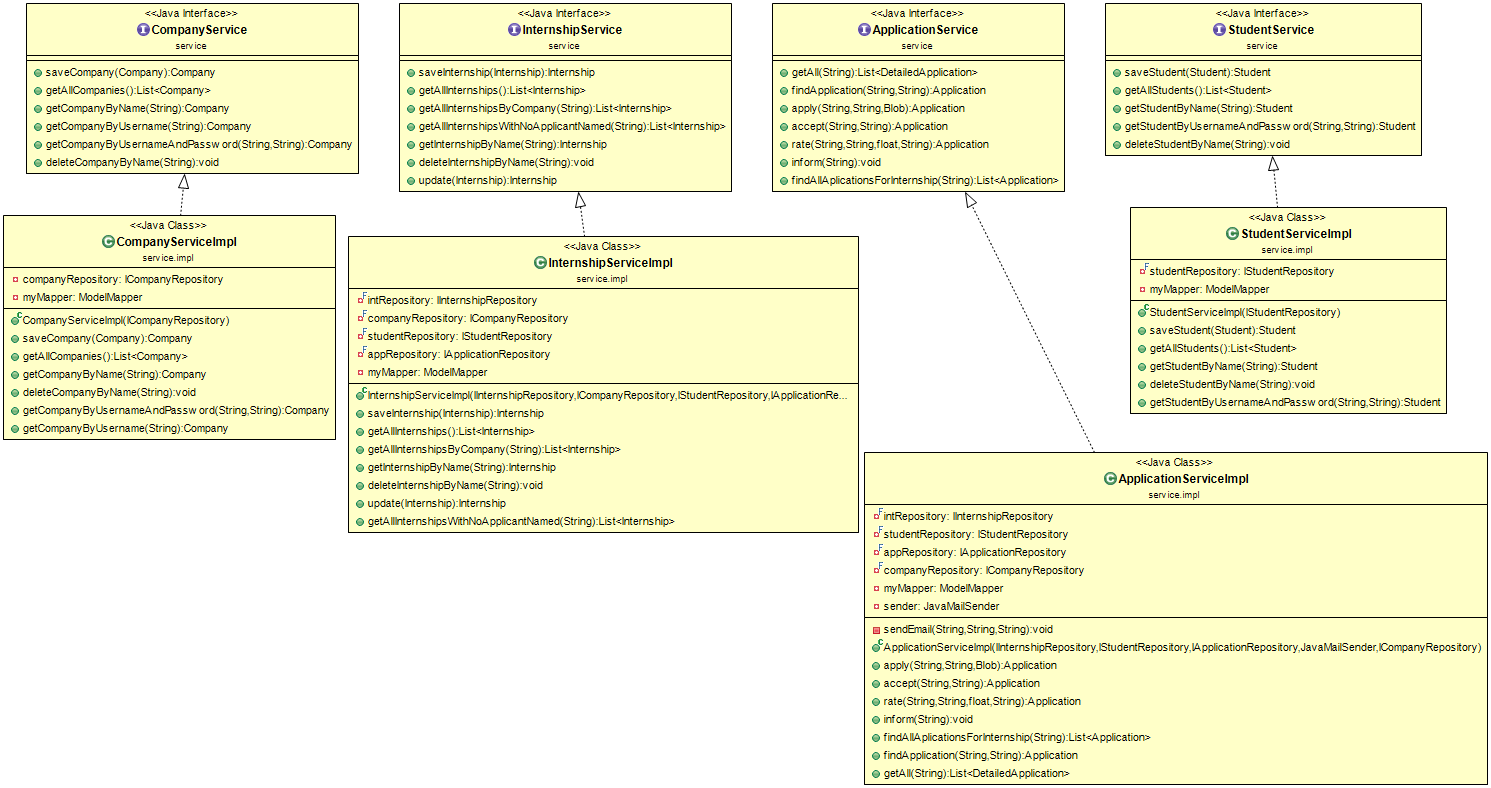 <<Java Interface>>
CompanyService
service
saveCompany(Company):Company
getAllCompanies():List<Company>
getCompanyByName(String):Company
getCompanyByUsername(String):Company
getCompanyByUsernameAndPassword(String,String):Company
deleteCompanyByName(String):void
<<Java Interface>>
InternshipService
service
saveInternship(Internship):Internship
getAllInternships():List<Internship>
getAllInternshipsByCompany(String):List<Internship>
getAllInternshipsWithNoApplicantNamed(String):List<Internship>
getInternshipByName(String):Internship
deleteInternshipByName(String):void
update(Internship):Internship
<<Java Interface>>
ApplicationService
service
getAll(String):List<DetailedApplication>
findApplication(String,String):Application
apply(String,String,Blob):Application
accept(String,String):Application
rate(String,String,float,String):Application
inform(String):void
findAllAplicationsForInternship(String):List<Application>
<<Java Interface>>
StudentService
service
saveStudent(Student):Student
getAllStudents():List<Student>
getStudentByName(String):Student
getStudentByUsernameAndPassword(String,String):Student
deleteStudentByName(String):void
<<Java Class>>
CompanyServiceImpl
service.impl
companyRepository: ICompanyRepository
myMapper: ModelMapper
CompanyServiceImpl(ICompanyRepository)
saveCompany(Company):Company
getAllCompanies():List<Company>
getCompanyByName(String):Company
deleteCompanyByName(String):void
getCompanyByUsernameAndPassword(String,String):Company
getCompanyByUsername(String):Company
<<Java Class>>
InternshipServiceImpl
service.impl
intRepository: IInternshipRepository
companyRepository: ICompanyRepository
studentRepository: IStudentRepository
appRepository: IApplicationRepository
myMapper: ModelMapper
InternshipServiceImpl(IInternshipRepository,ICompanyRepository,IStudentRepository,IApplicationRe...
saveInternship(Internship):Internship
getAllInternships():List<Internship>
getAllInternshipsByCompany(String):List<Internship>
getInternshipByName(String):Internship
deleteInternshipByName(String):void
update(Internship):Internship
getAllInternshipsWithNoApplicantNamed(String):List<Internship>
<<Java Class>>
StudentServiceImpl
service.impl
studentRepository: IStudentRepository
myMapper: ModelMapper
StudentServiceImpl(IStudentRepository)
saveStudent(Student):Student
getAllStudents():List<Student>
getStudentByName(String):Student
deleteStudentByName(String):void
getStudentByUsernameAndPassword(String,String):Student
<<Java Class>>
ApplicationServiceImpl
service.impl
intRepository: IInternshipRepository
studentRepository: IStudentRepository
appRepository: IApplicationRepository
companyRepository: ICompanyRepository
myMapper: ModelMapper
sender: JavaMailSender
sendEmail(String,String,String):void
ApplicationServiceImpl(IInternshipRepository,IStudentRepository,IApplicationRepository,JavaMailSender,ICompanyRepository)
apply(String,String,Blob):Application
accept(String,String):Application
rate(String,String,float,String):Application
inform(String):void
findAllAplicationsForInternship(String):List<Application>
findApplication(String,String):Application
getAll(String):List<DetailedApplication>